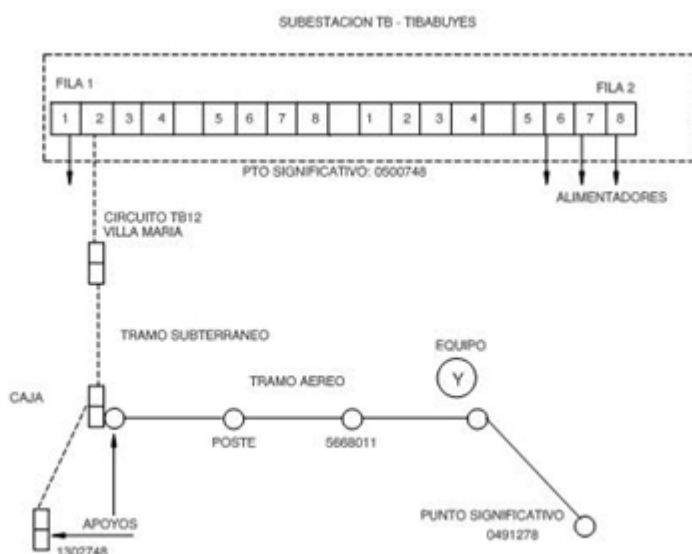 SUBESTACION TB - TIBABUYES
FILA 1
FILA 2
1 2 3 4 5 6 7 8 1 2 3 4 5 6 7 8
PTO SIGNIFICATIVO: 0500748
ALIMENTADORES
CIRCUITO TB12
VILLA MARIA
TRAMO SUBTERRANEO
EQUIPO
Y
TRAMO AEREO
CAJA
POSTE
5668011
APOYOS
PUNTO SIGNIFICATIVO
0491278
1302748